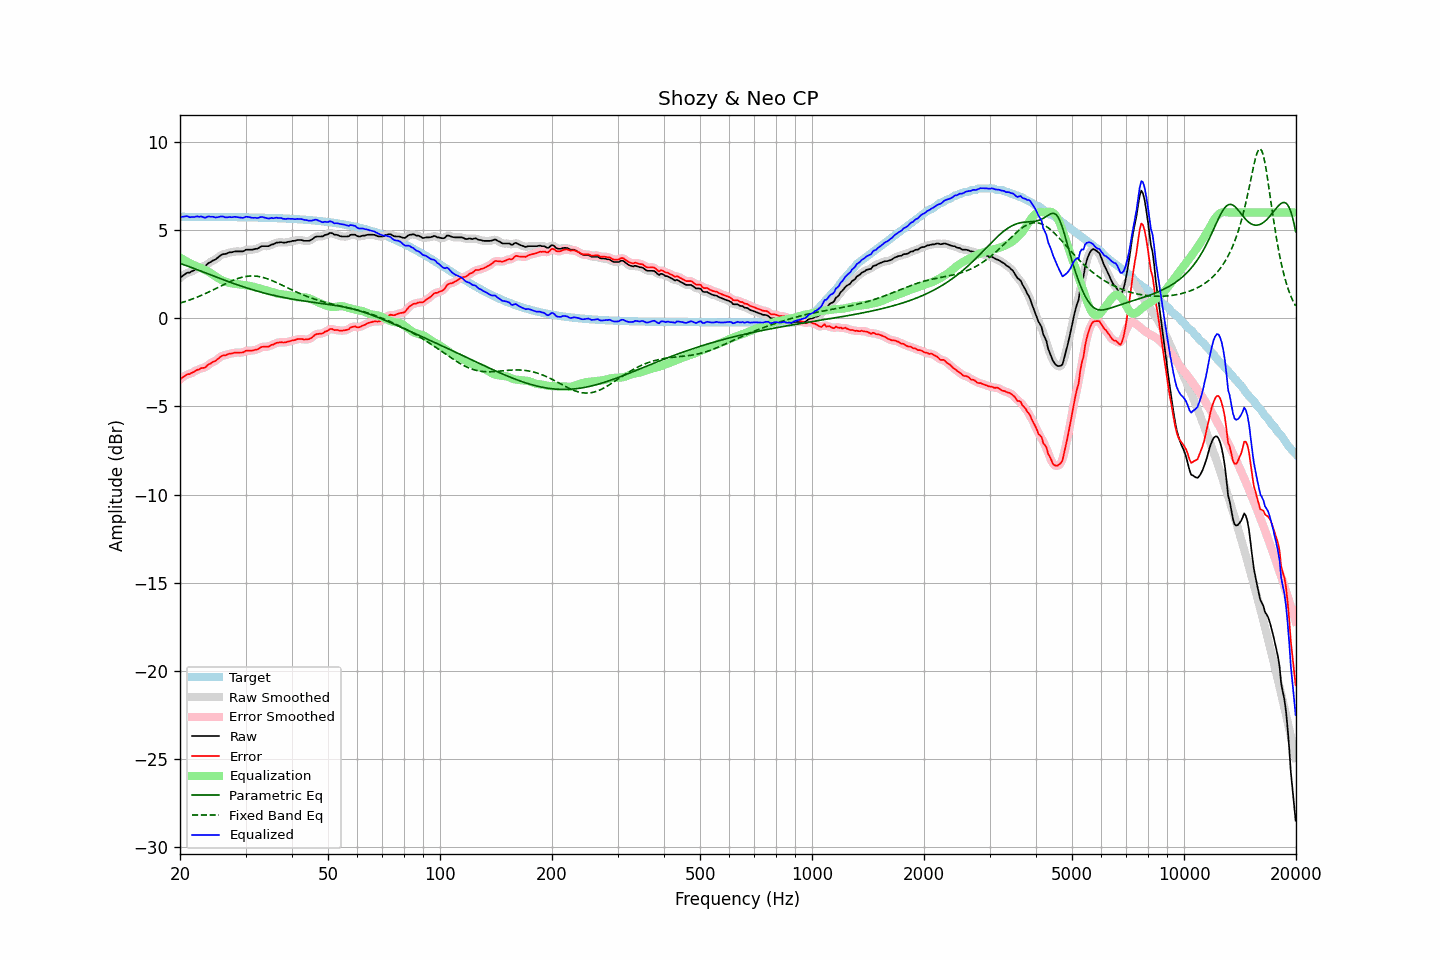 Shozy & Neo CP
10
5
0
−5
−10
−15
−20
−25
−30
Amplitude (dBr)
Target
Raw Smoothed
Error Smoothed
Raw
Error
Equalization
Parametric Eq
Fixed Band Eq
Equalized
20 50 100 200 500 1000 2000 5000 10000 20000
Frequency (Hz)